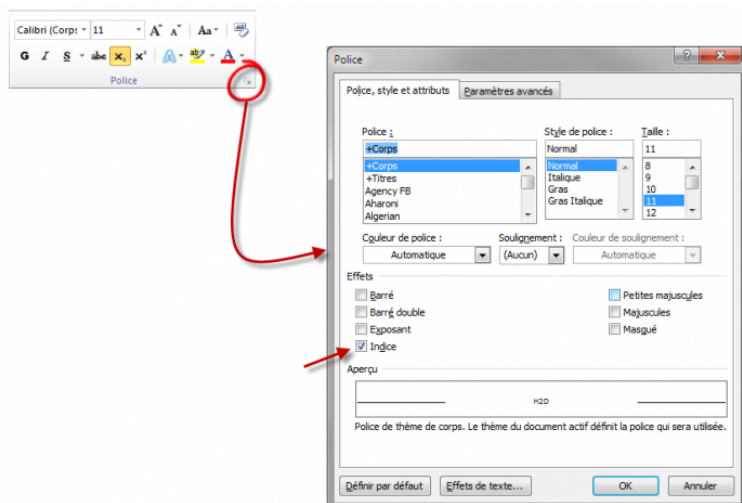 Calibri (Corp: 11 A A Aa
G I S abc X₂ X² A ab A
Police
Police
Police, style et attributs Paramètres avancés
Police : Style de police : Taille :
+Corps Normal 11
+Corps Normal 8
+Titres Italique 9
Agency FB Gras 10
Aharoni Gras Italique 11
Algerian 12
Couleur de police : Soulignement : Couleur de soulignement :
Automatique (Aucun) Automatique
Effets
Barré Petites majuscules
Barré double Majuscules
Exposant Masqué
Indice
Aperçu
H2O
Police de thème de corps. Le thème du document actif définit la police qui sera utilisée.
Définir par défaut Effets de texte... OK Annuler